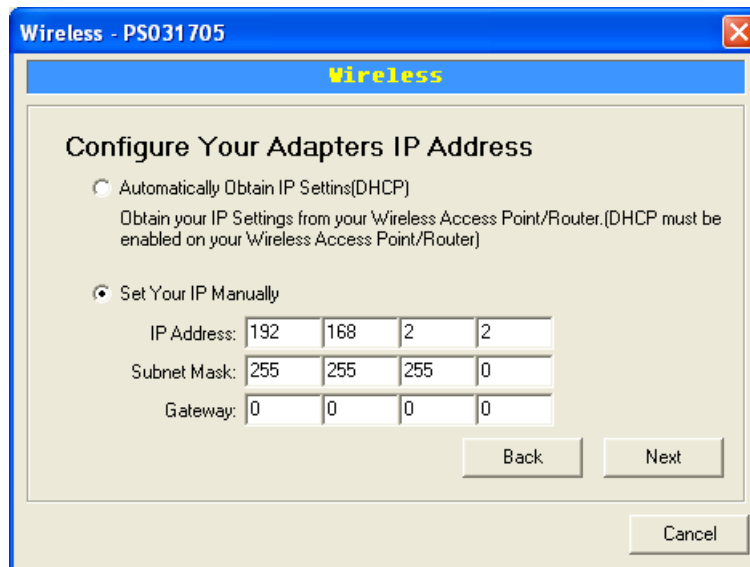 Wireless - PS031705
Wireless
Configure Your Adapters IP Address
Automatically Obtain IP Settins(DHCP)
Obtain your IP Settings from your Wireless Access Point/Router.(DHCP must be
enabled on your Wireless Access Point/Router)
Set Your IP Manually
IP Address: 192 168 2 2
Subnet Mask: 255 255 255 0
Gateway: 0 0 0 0
Back Next
Cancel